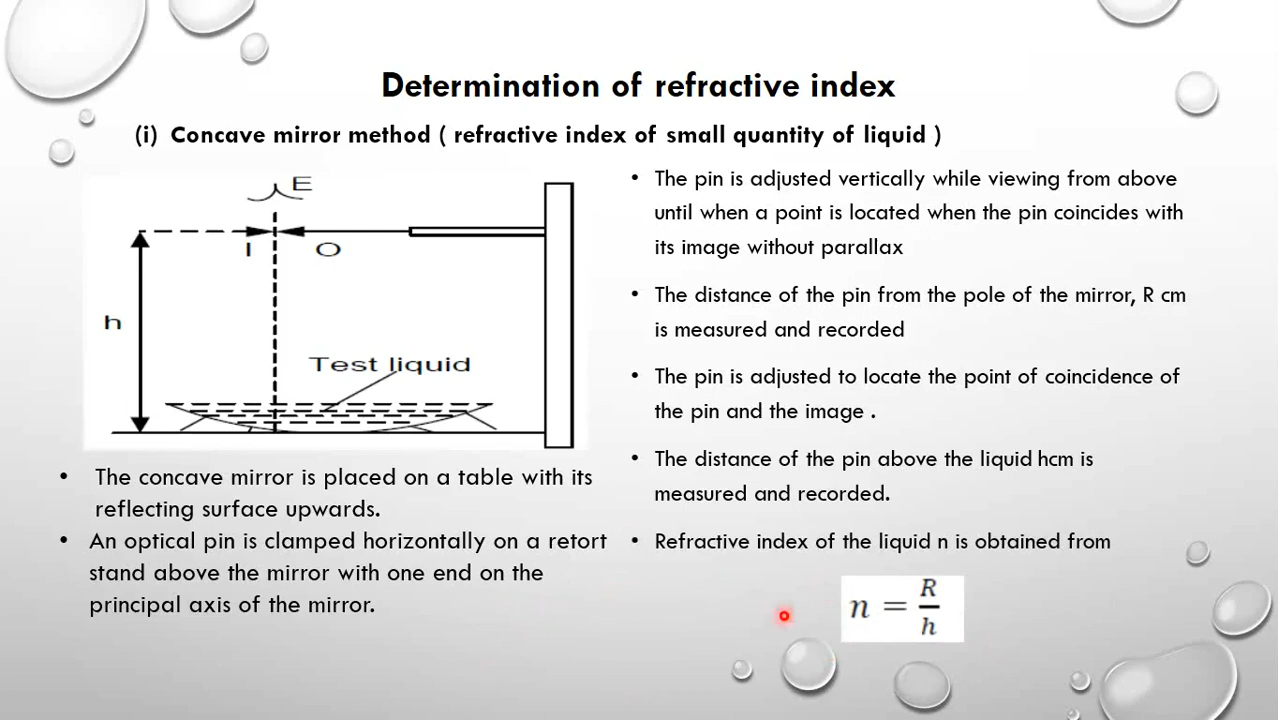 Determination of refractive index
(i) Concave mirror method ( refractive index of small quantity of liquid )
E
I
O
h
Test liquid
• The concave mirror is placed on a table with its
reflecting surface upwards.
• An optical pin is clamped horizontally on a retort
stand above the mirror with one end on the
principal axis of the mirror.
• The pin is adjusted vertically while viewing from above
until when a point is located when the pin coincides with
its image without parallax
• The distance of the pin from the pole of the mirror, R cm
is measured and recorded
• The pin is adjusted to locate the point of coincidence of
the pin and the image .
• The distance of the pin above the liquid hcm is
measured and recorded.
• Refractive index of the liquid n is obtained from
n = R/h